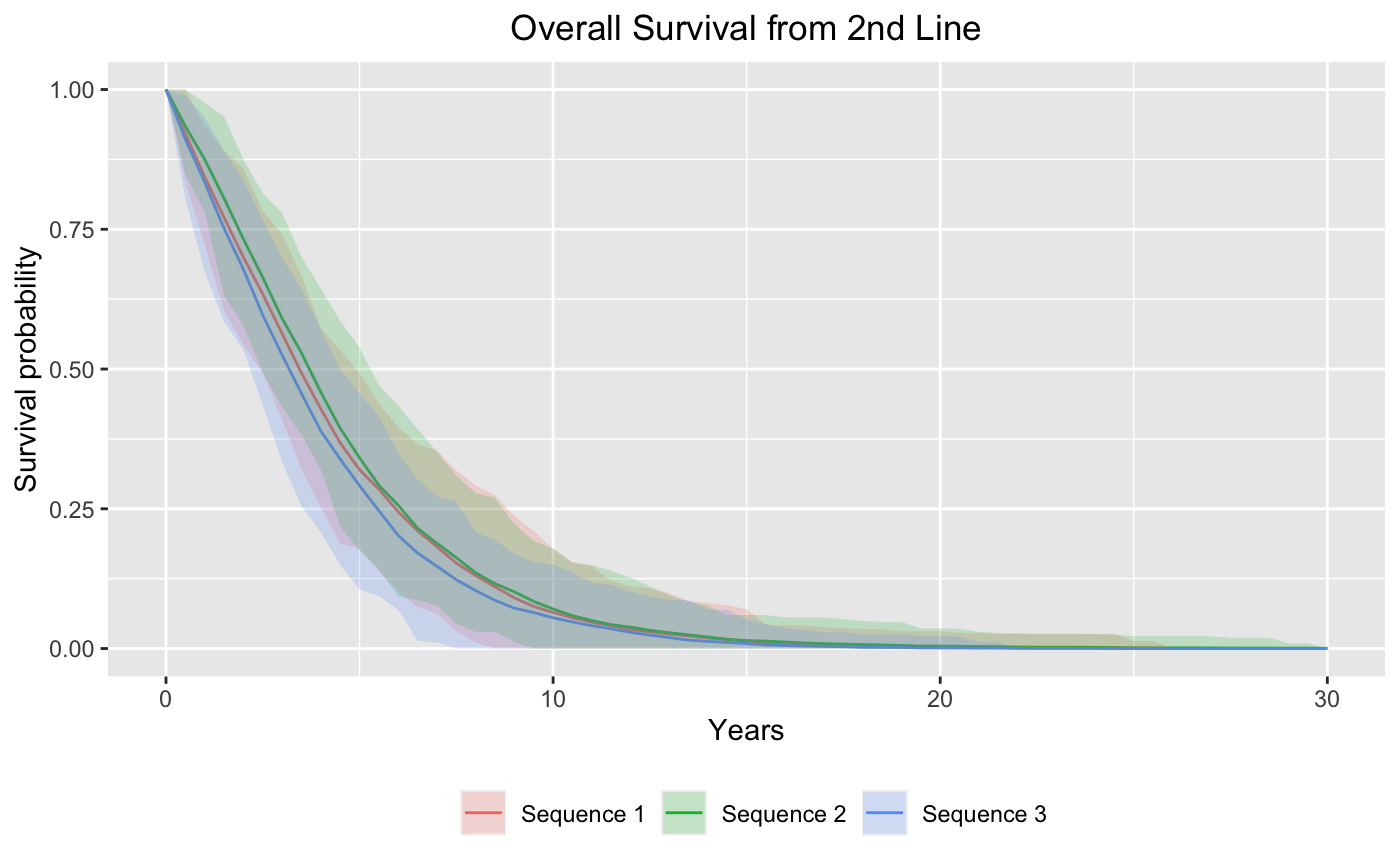 Overall Survival from 2nd Line
1.00
0.75
0.50
0.25
0.00
Survival probability
0 10 20 30
Years
Sequence 1 Sequence 2 Sequence 3